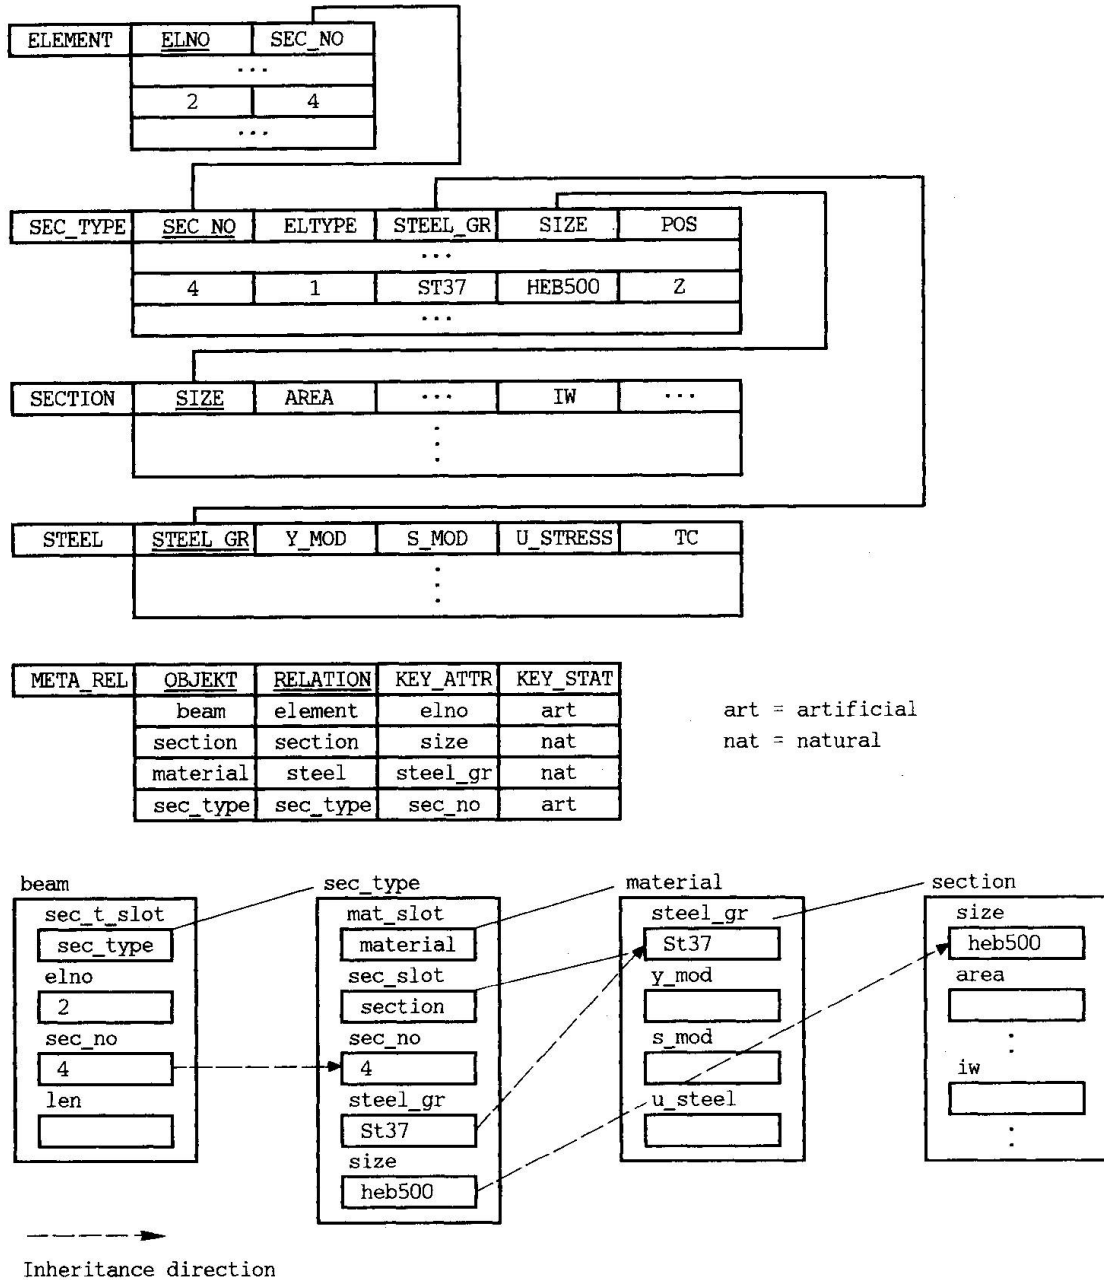 ELEMENT ELNO SEC_NO
...
2 4
...
SEC_TYPE SEC_NO ELTYPE STEEL_GR SIZE POS
...
4 1 ST37 HEB500 Z
...
SECTION SIZE AREA ... IW ...
.
.
.
STEEL STEEL_GR Y_MOD S_MOD U_STRESS TC
.
.
.
META_REL OBJEKT RELATION KEY_ATTR KEY_STAT
beam element elno art art = artificial
section section size nat nat = natural
material steel steel_gr nat
sec_type sec_type sec_no art
beam sec_type material section
sec_t_slot mat_slot steel_gr size
sec_type material St37 heb500
elno sec_slot y_mod area
2 section
sec_no sec_no s_mod iw
4 4
len steel_gr u_steel
St37
size
heb500
Inheritance direction